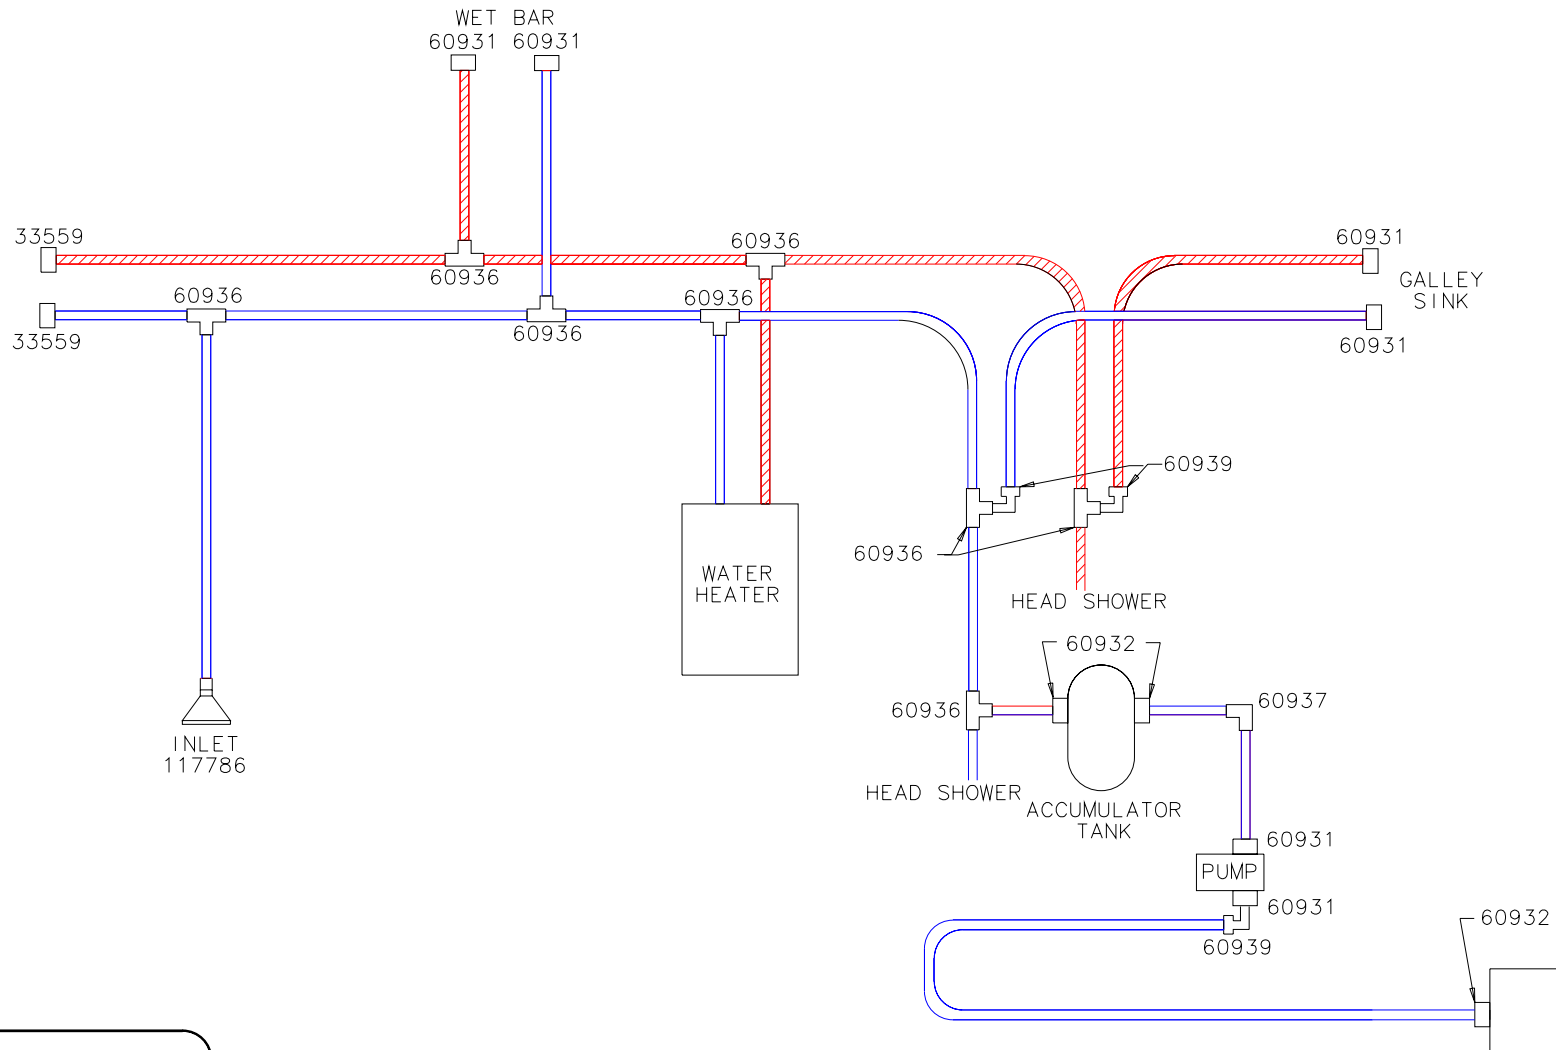 WET BAR
60931 60931
33559
60936
60936
60931
GALLEY
SINK
60936
60936
60936
33559
60931
60939
60936
WATER
HEATER
HEAD SHOWER
60932
60936
60937
INLET
117786
HEAD SHOWER
ACCUMULATOR
TANK
60931
PUMP
60931
60932
60939